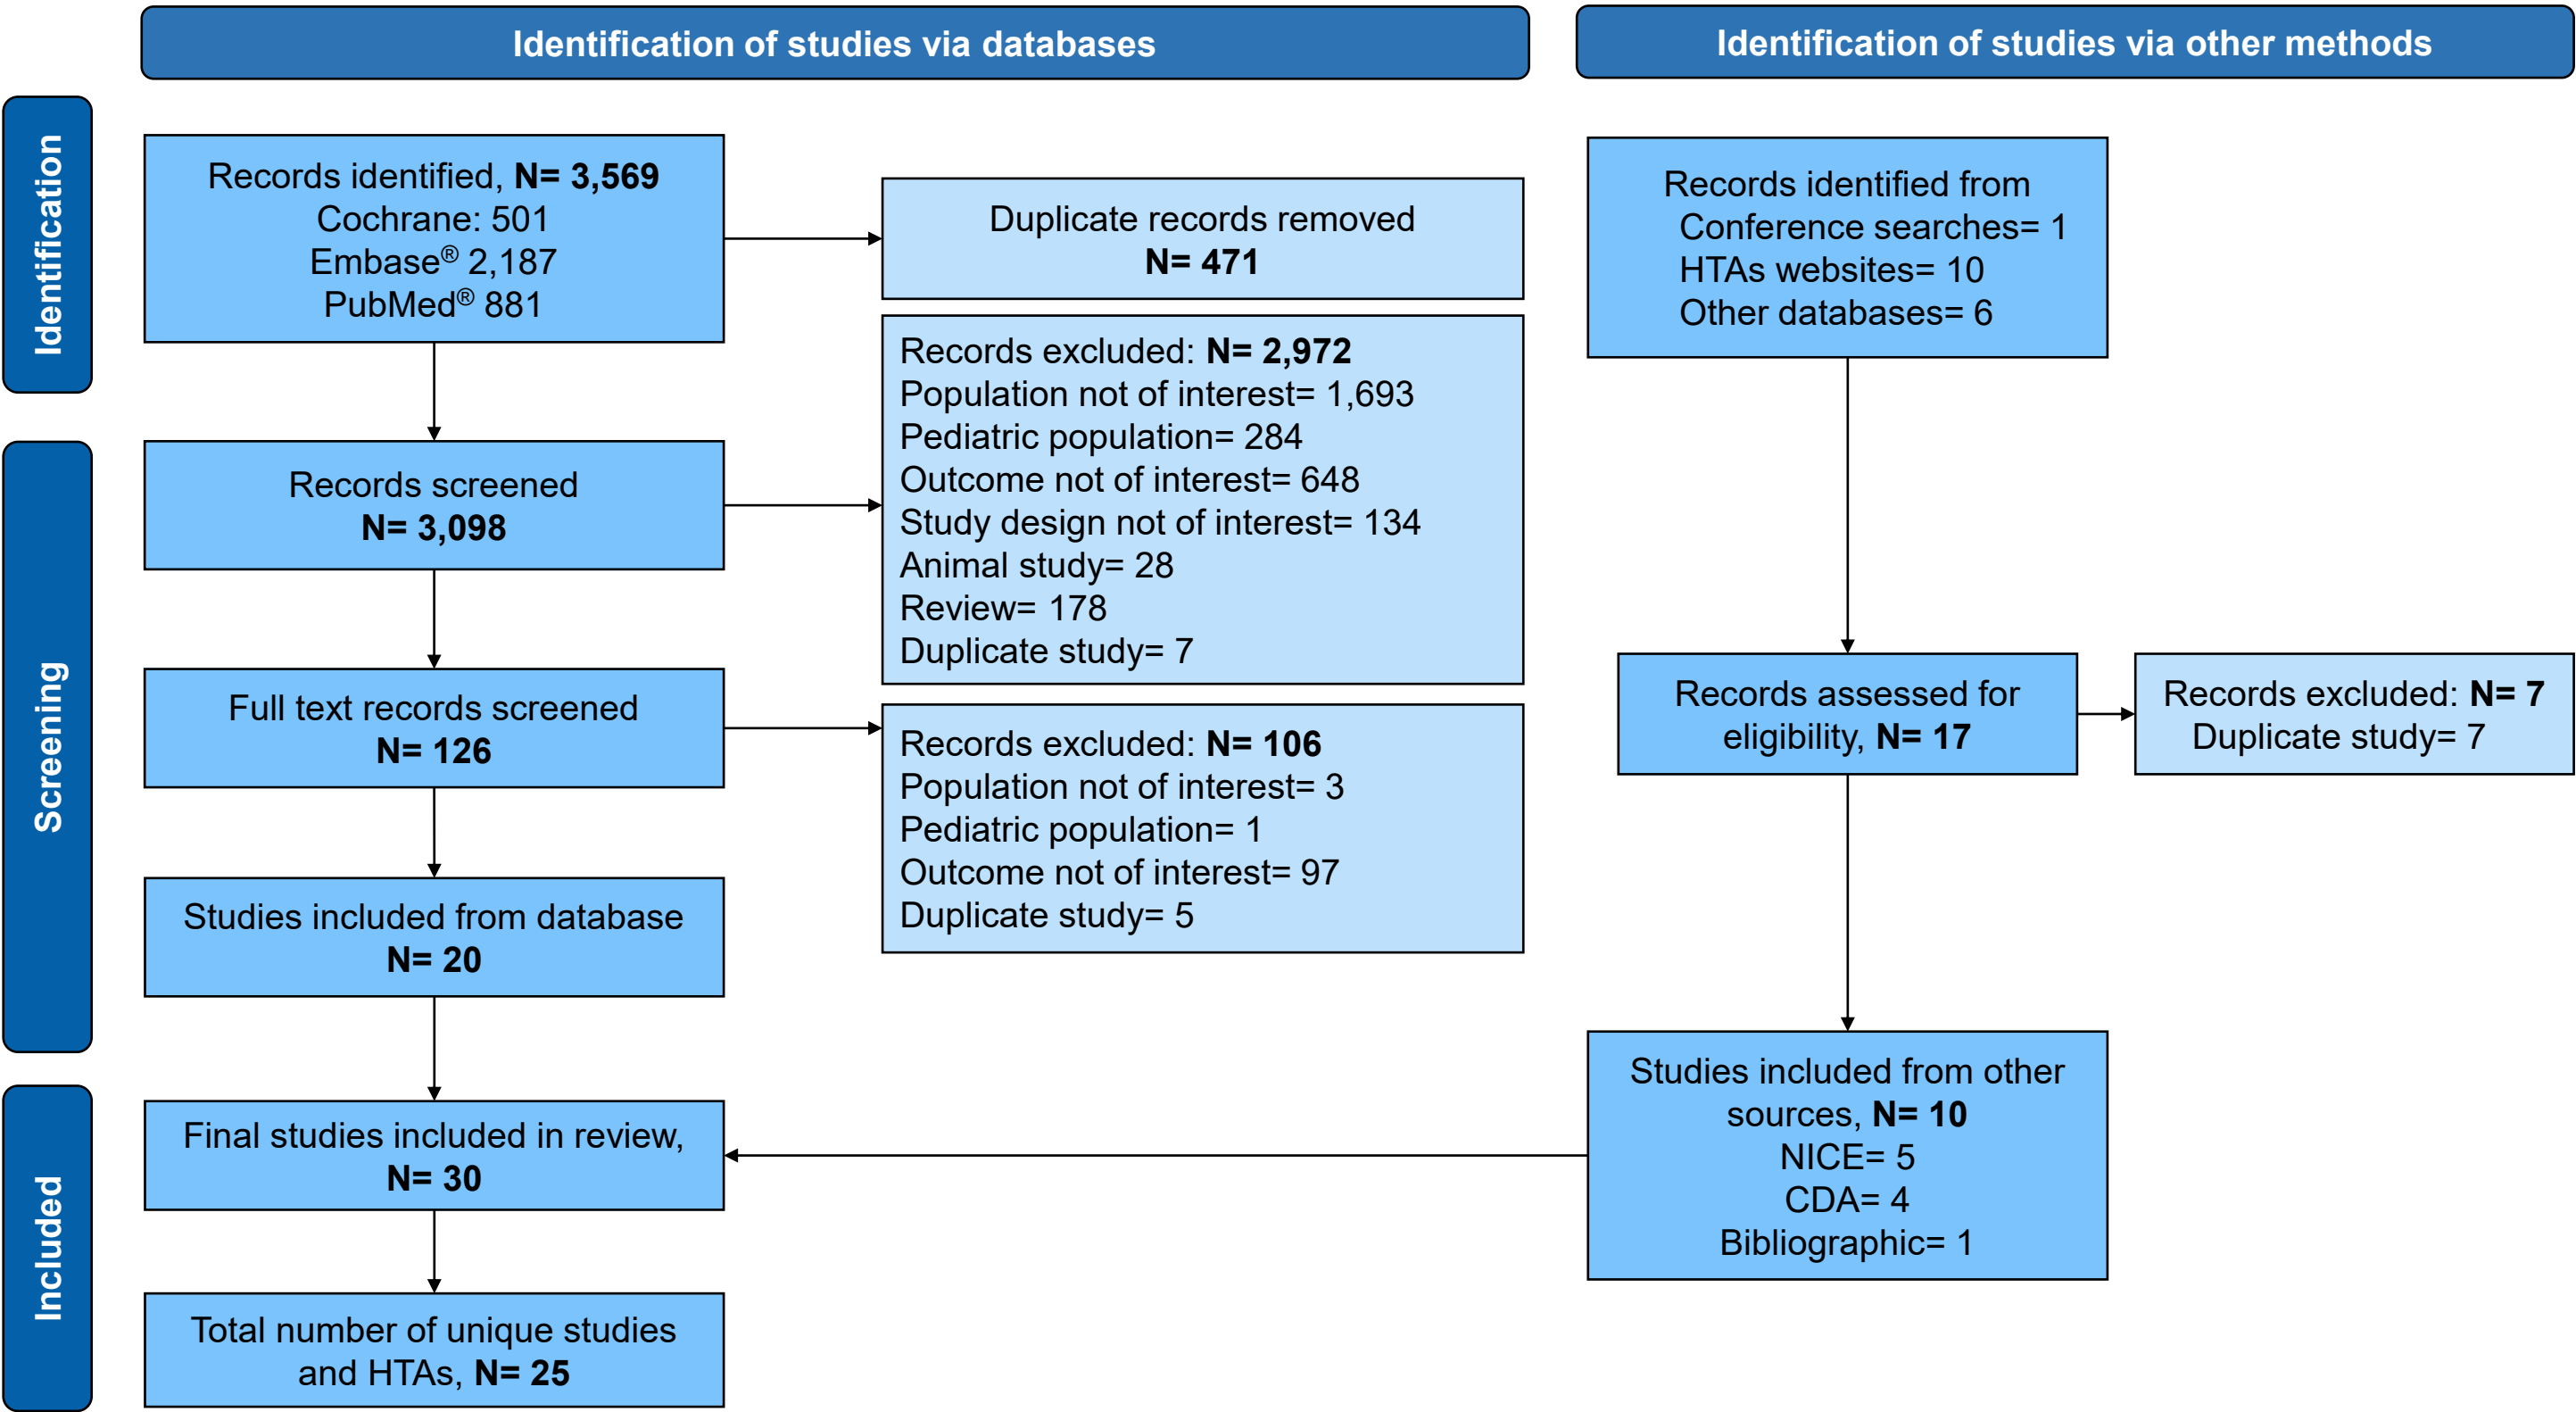 Identification of studies via databases
Identification of studies via other methods
Identification
Records identified, N= 3,569
Cochrane: 501
Embase® 2,187
PubMed® 881
Duplicate records removed
N= 471
Records identified from
Conference searches= 1
HTAs websites= 10
Other databases= 6
Screening
Records screened
N= 3,098
Records excluded: N= 2,972
Population not of interest= 1,693
Pediatric population= 284
Outcome not of interest= 648
Study design not of interest= 134
Animal study= 28
Review= 178
Duplicate study= 7
Full text records screened
N= 126
Records excluded: N= 106
Population not of interest= 3
Pediatric population= 1
Outcome not of interest= 97
Duplicate study= 5
Records assessed for
eligibility, N= 17
Records excluded: N= 7
Duplicate study= 7
Studies included from database
N= 20
Included
Final studies included in review,
N= 30
Studies included from other
sources, N= 10
NICE= 5
CDA= 4
Bibliographic= 1
Total number of unique studies
and HTAs, N= 25